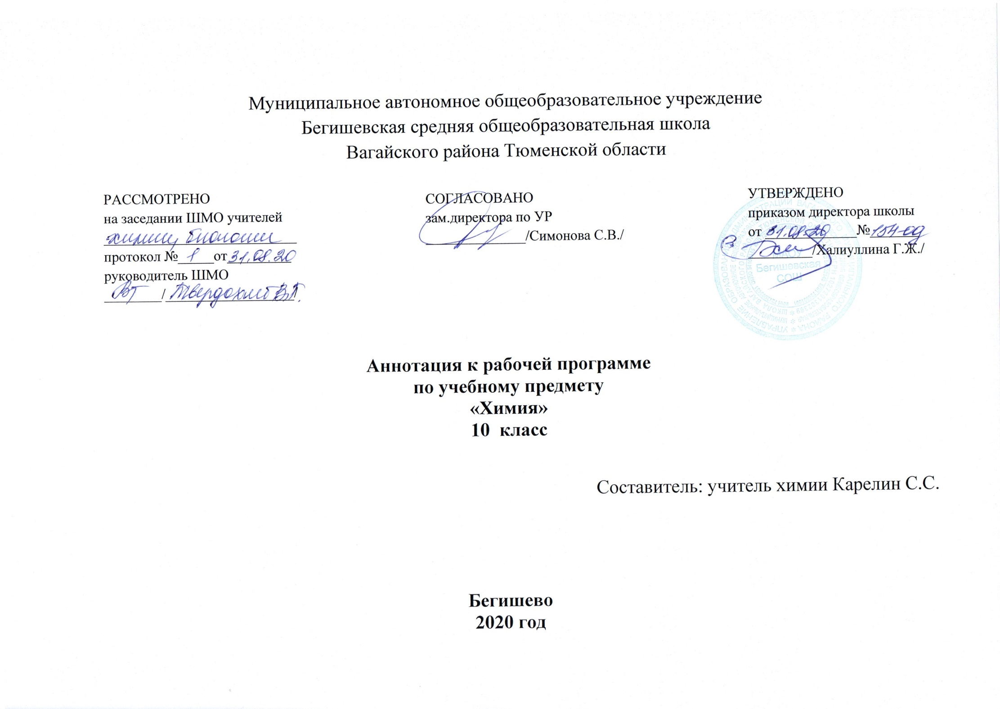 Муниципальное автономное общеобразовательное учреждение
Бегишевская средняя общеобразовательная школа
Вагайского района Тюменской области
РАССМОТРЕНО
на заседании ШМО учителей
химии, биологии
протокол № 1 от 31.08.20
руководитель ШМО
ВТ / Твердохлеб В.Г. /
СОГЛАСОВАНО
зам.директора по УР
/Симонова С.В./
УТВЕРЖДЕНО
приказом директора школы
от 31.08.20 № 154-од
/Халиуллина Г.Ж./
МАОУ
Бегишевская
СОШ
Аннотация к рабочей программе
по учебному предмету
«Химия»
10 класс
Составитель: учитель химии Карелин С.С.
Бегишево
2020 год